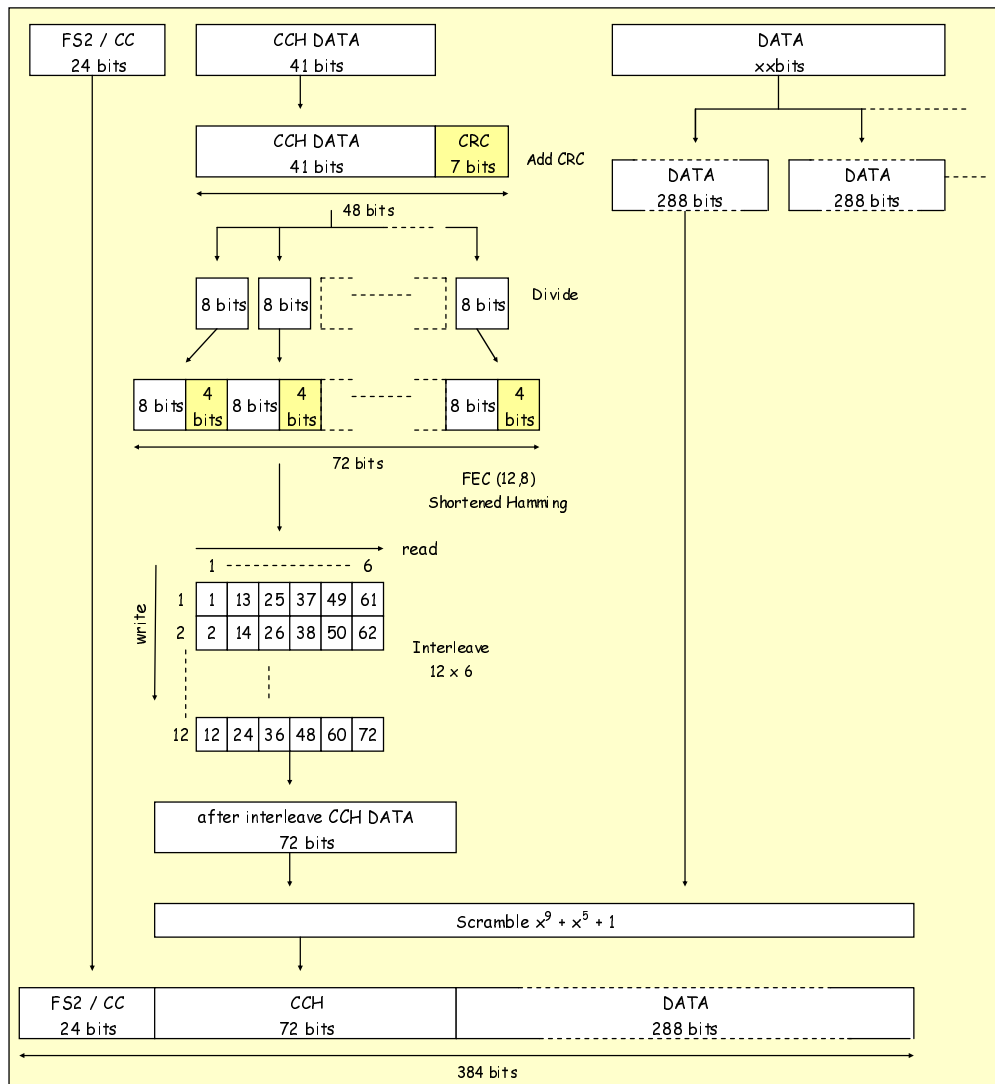 FS2 / CC
24 bits
CCH DATA
41 bits
DATA
xxbits
CCH DATA
41 bits
CRC
7 bits
Add CRC
DATA
288 bits
DATA
288 bits
48 bits
8 bits
8 bits
8 bits
Divide
8 bits
4
bits
8 bits
4
bits
8 bits
4
bits
72 bits
FEC (12,8)
Shortened Hamming
read
1 6
write
1 1 13 25 37 49 61
2 2 14 26 38 50 62
Interleave
12 x 6
12 12 24 36 48 60 72
after interleave CCH DATA
72 bits
Scramble x⁹ + x⁵ + 1
FS2 / CC
24 bits
CCH
72 bits
DATA
288 bits
384 bits